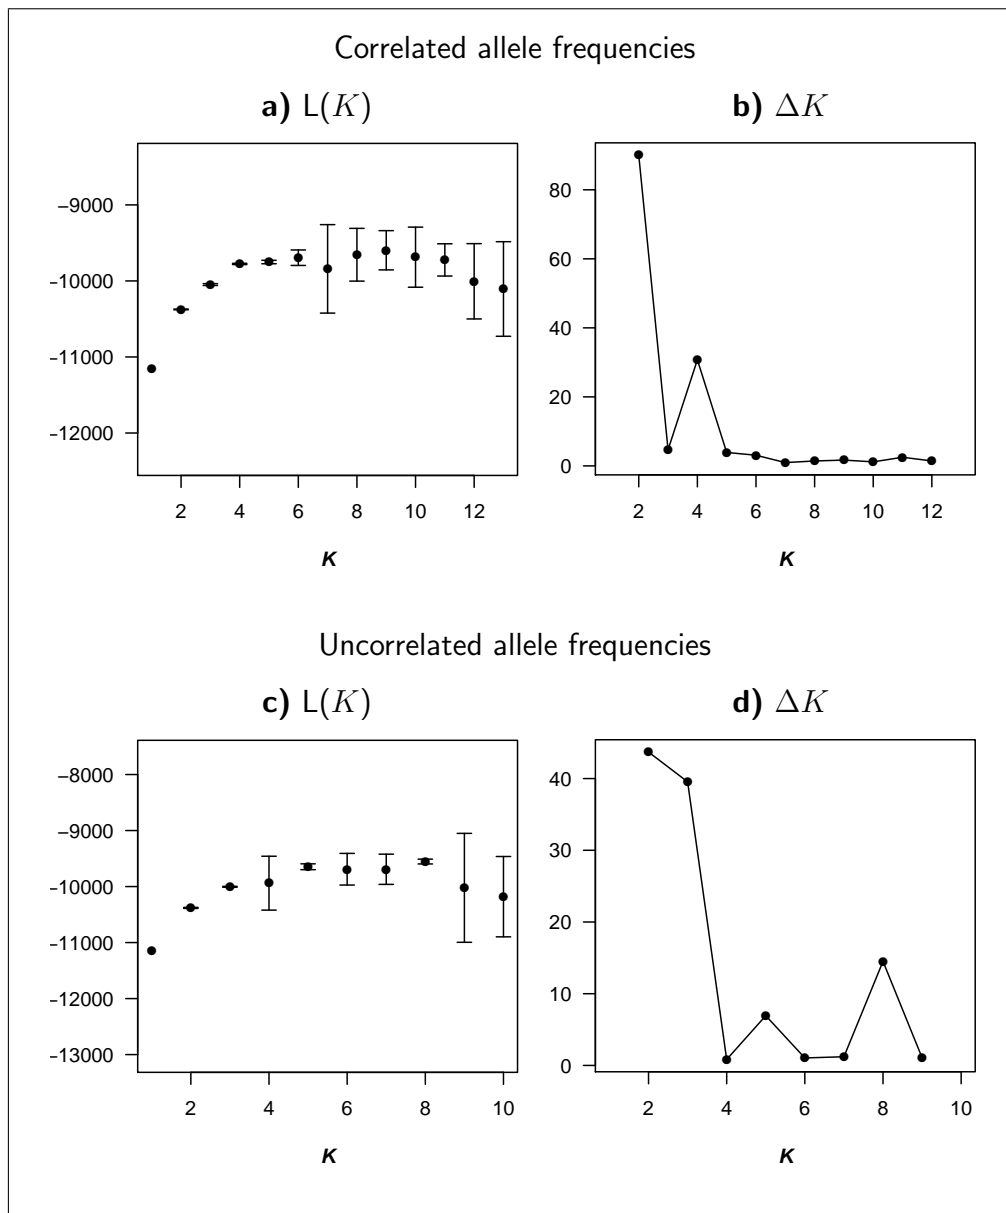 Correlated allele frequencies
a) L(K)
b) ΔK
−9000
−10000
−11000
−12000
2 4 6 8 10 12
K
80
60
40
20
0
2 4 6 8 10 12
K
Uncorrelated allele frequencies
c) L(K)
d) ΔK
−8000
−9000
−10000
−11000
−12000
−13000
2 4 6 8 10
K
40
30
20
10
0
2 4 6 8 10
K